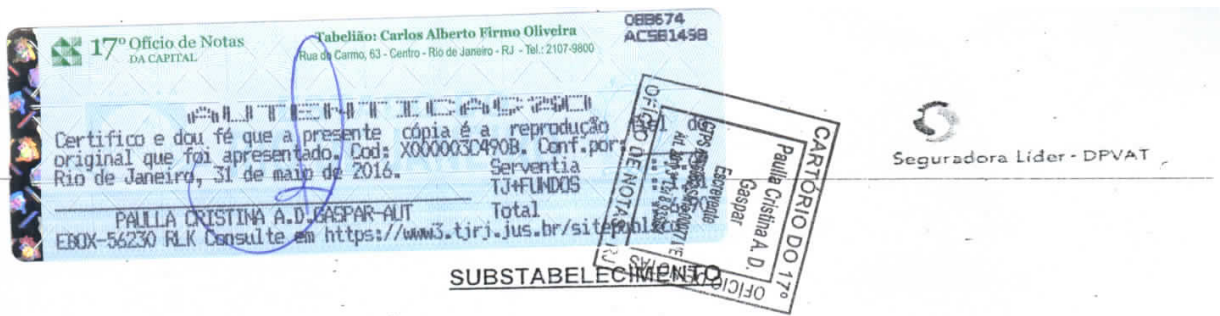 17º Ofício de Notas
DA CAPITAL
Tabelião: Carlos Alberto Firmo Oliveira
Rua do Carmo, 63 - Centro - Rio de Janeiro - RJ - Tel.: 2107-9800
088674
AC581498
AUTENTICAÇÃO
Certifico e dou fé que a presente cópia é a reprodução fiel do
original que foi apresentado. Cod: X000003C490B. Conf.por:
Rio de Janeiro, 31 de maio de 2016. Serventia
TJ+FUNDOS
PAULLA CRISTINA A.D.GASPAR-AUT Total
EBOX-56230 RLK Consulte em https://www3.tjrj.jus.br/sitepublico
CARTÓRIO DO 17º
OFÍCIO DE NOTAS RJ
Paulla Cristina A. D.
Gaspar
Escrevente
Seguradora Líder - DPVAT
SUBSTABELECIMENTO